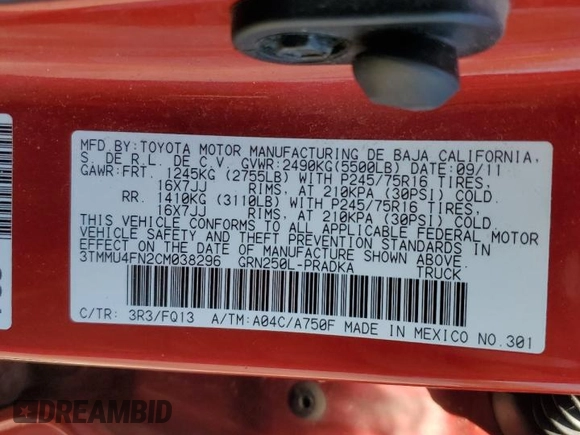 MFD. BY: TOYOTA MOTOR MANUFACTURING DE BAJA CALIFORNIA,
S. DE R.L. DE C.V. GVWR: 2490KG(5500LB) DATE: 09/11
GAWR: FRT. 1245KG (2755LB) WITH P245/75R16 TIRES,
16X7JJ RIMS, AT 210KPA (30PSI) COLD.
RR. 1410KG (3110LB) WITH P245/75R16 TIRES,
16X7JJ RIMS, AT 210KPA (30PSI) COLD.
THIS VEHICLE CONFORMS TO ALL APPLICABLE FEDERAL MOTOR
VEHICLE SAFETY AND THEFT PREVENTION STANDARDS IN
EFFECT ON THE DATE OF MANUFACTURE SHOWN ABOVE.
3TMMU4FN2CM038296 GRN250L-PRADKA TRUCK
C/TR: 3R3/FQ13 A/TM: A04C/A750F MADE IN MEXICO NO.301
DREAMBID